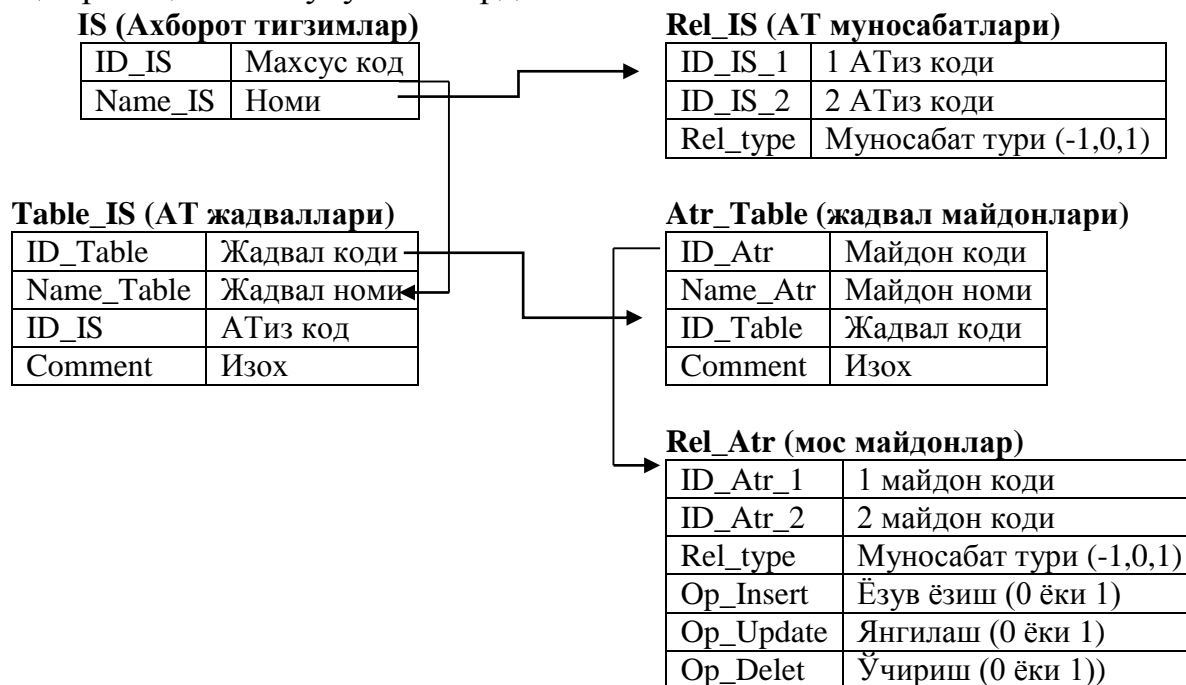 IS (Ахборот тигзимлар)
ID_IS Махсус код
Name_IS Номи
Rel_IS (АТ муносабатлари)
ID_IS_1 1 АТиз коди
ID_IS_2 2 АТиз коди
Rel_type Муносабат тури (-1,0,1)
Table_IS (АТ жадваллари)
ID_Table Жадвал коди
Name_Table Жадвал номи
ID_IS АТиз код
Comment Изох
Atr_Table (жадвал майдонлари)
ID_Atr Майдон коди
Name_Atr Майдон номи
ID_Table Жадвал коди
Comment Изох
Rel_Atr (мос майдонлар)
ID_Atr_1 1 майдон коди
ID_Atr_2 2 майдон коди
Rel_type Муносабат тури (-1,0,1)
Op_Insert Ёзув ёзиш (0 ёки 1)
Op_Update Янгилаш (0 ёки 1)
Op_Delet Ўчириш (0 ёки 1))